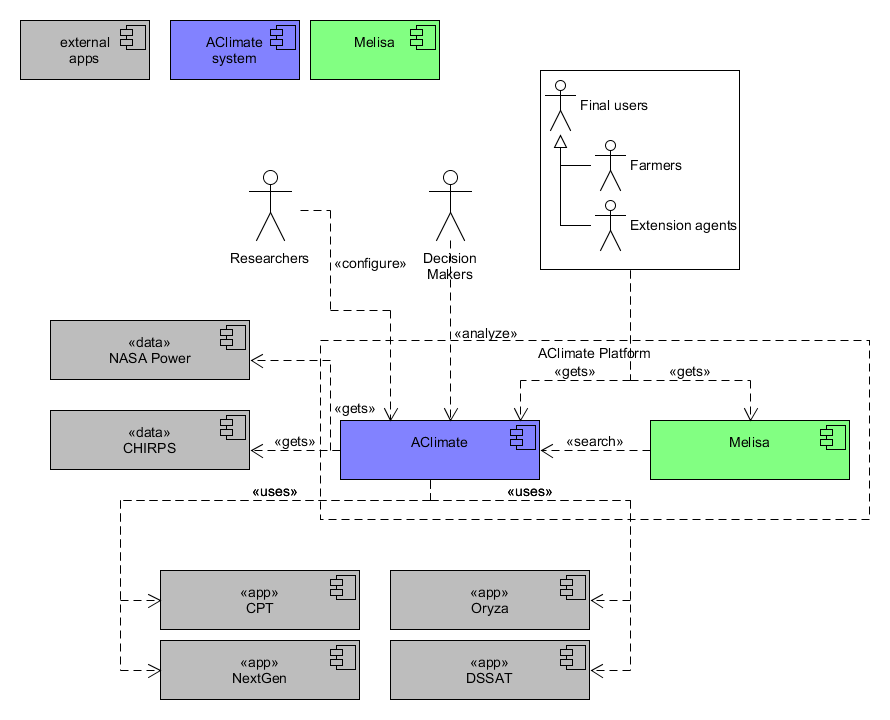 external
apps
AClimate
system
Melisa
Final users
Farmers
Extension agents
Researchers
Decision
Makers
«configure»
«analyze»
«data»
NASA Power
AClimate Platform
«gets»
«gets»
«gets»
«data»
CHIRPS
«gets»
AClimate
«search»
Melisa
«uses»
«uses»
«app»
CPT
«app»
Oryza
«app»
NextGen
«app»
DSSAT